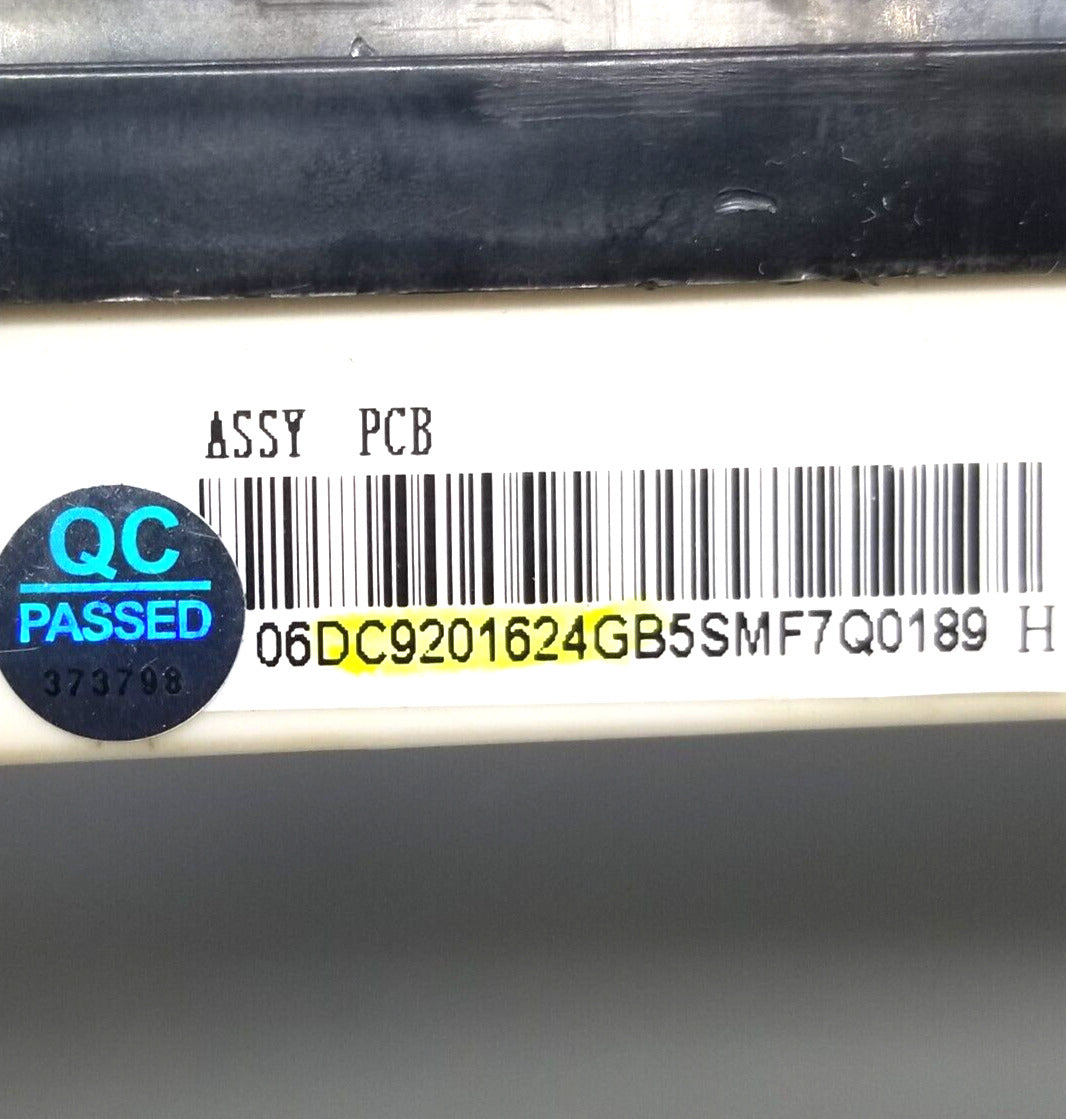 ASSY PCB
QC
PASSED
373798
06DC9201624GB5SMF7Q0189 H